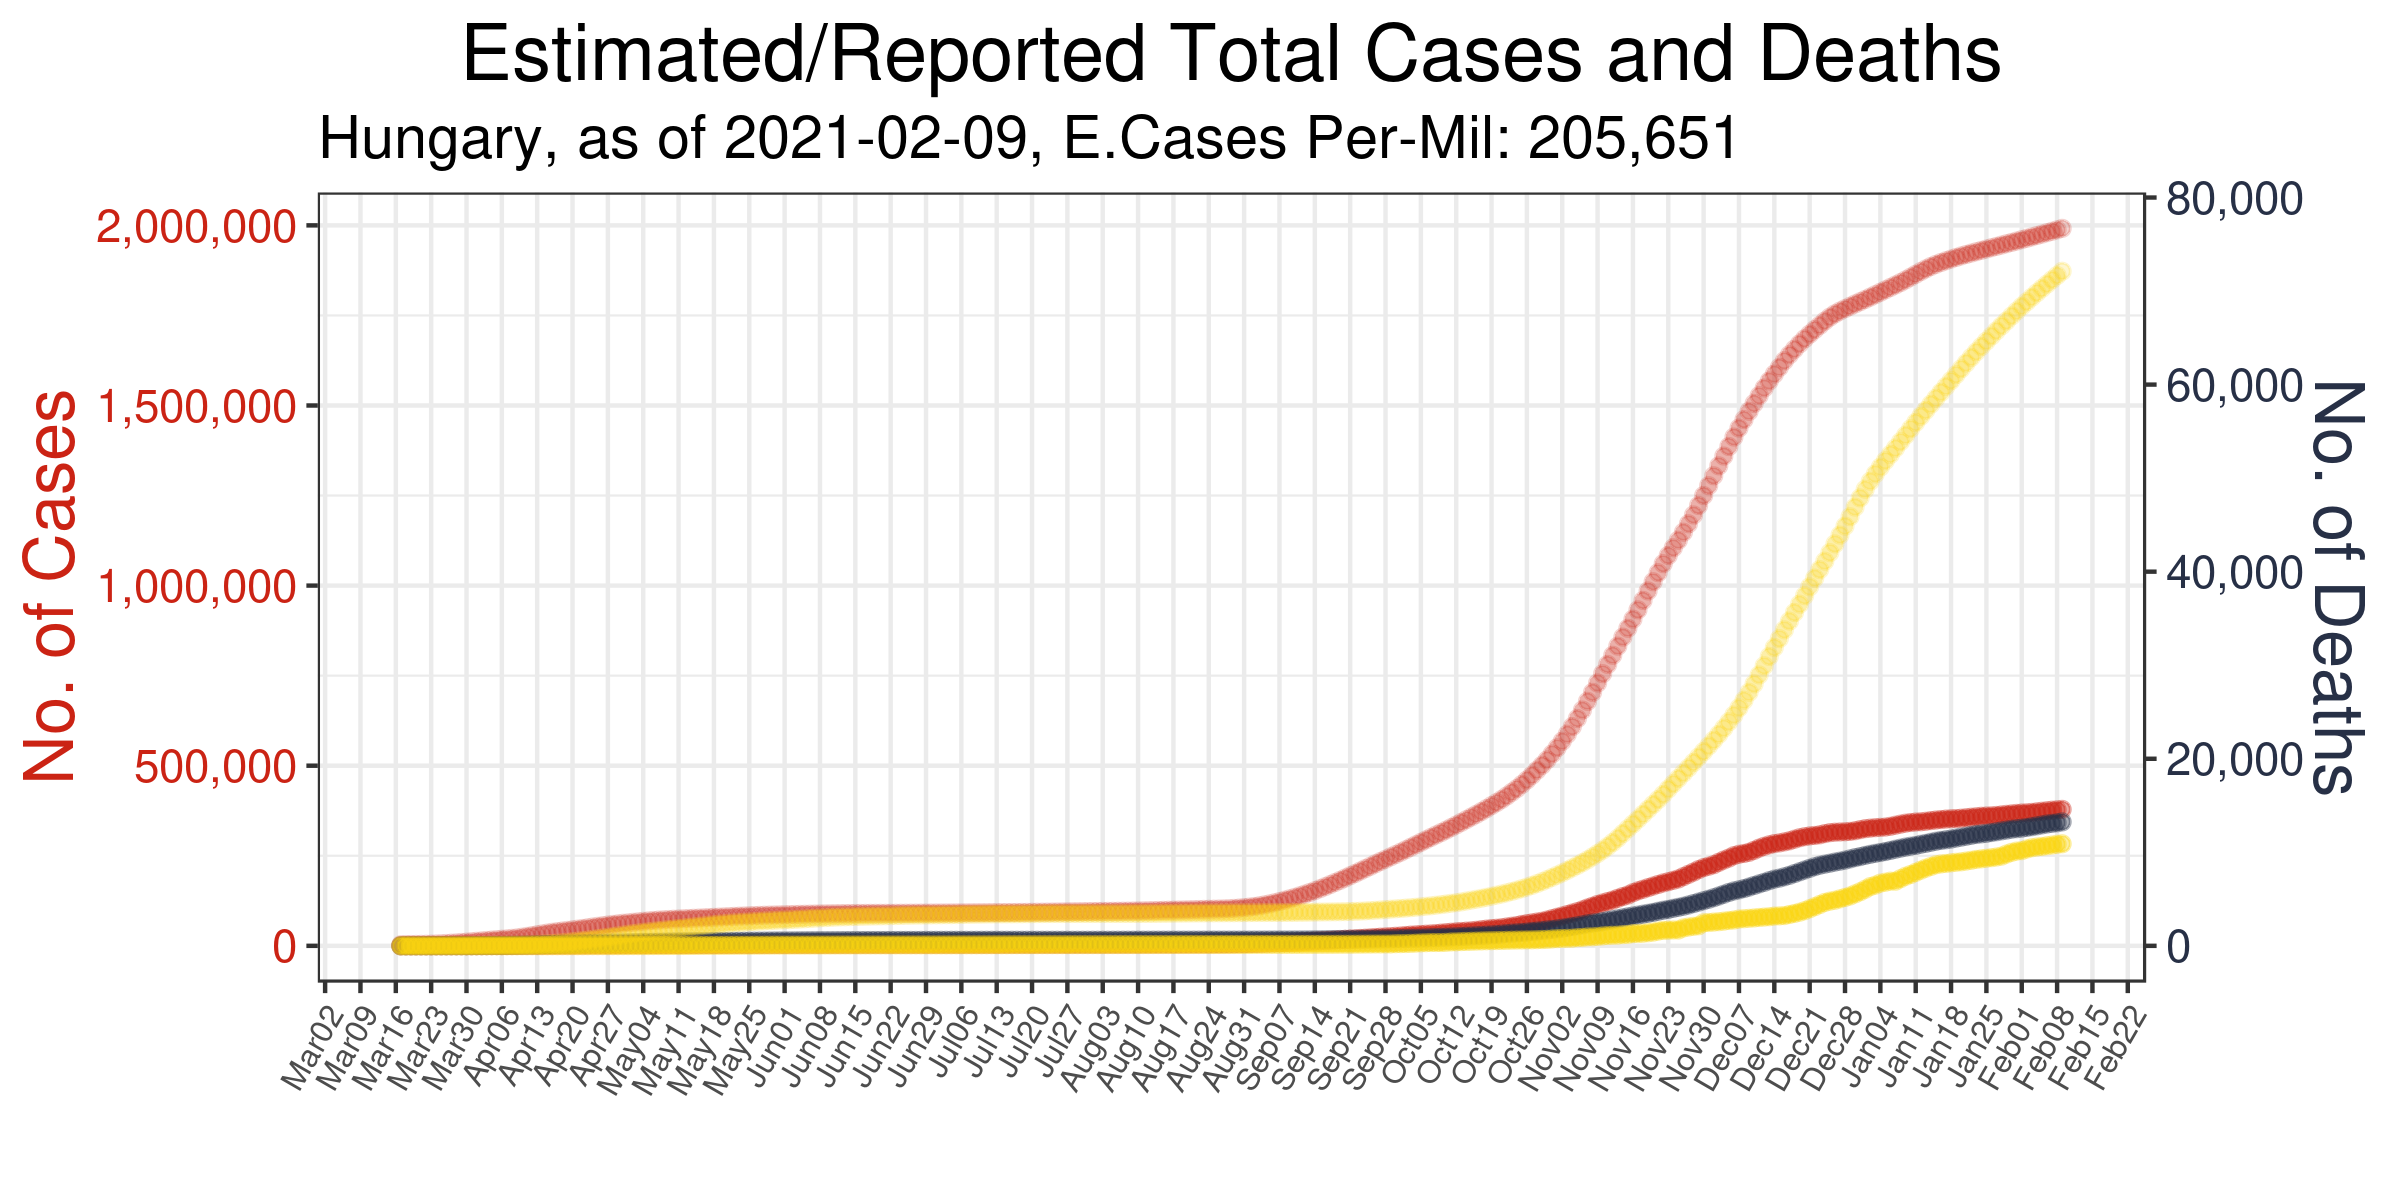 Estimated/Reported Total Cases and Deaths
Hungary, as of 2021-02-09, E.Cases Per-Mil: 205,651
No. of Cases
2,000,000
1,500,000
1,000,000
500,000
0
80,000
60,000
40,000
20,000
0
No. of Deaths
Mar02
Mar09
Mar16
Mar23
Mar30
Apr06
Apr13
Apr20
Apr27
May04
May11
May18
May25
Jun01
Jun08
Jun15
Jun22
Jun29
Jul06
Jul13
Jul20
Jul27
Aug03
Aug10
Aug17
Aug24
Aug31
Sep07
Sep14
Sep21
Sep28
Oct05
Oct12
Oct19
Oct26
Nov02
Nov09
Nov16
Nov23
Nov30
Dec07
Dec14
Dec21
Dec28
Jan04
Jan11
Jan18
Jan25
Feb01
Feb08
Feb15
Feb22